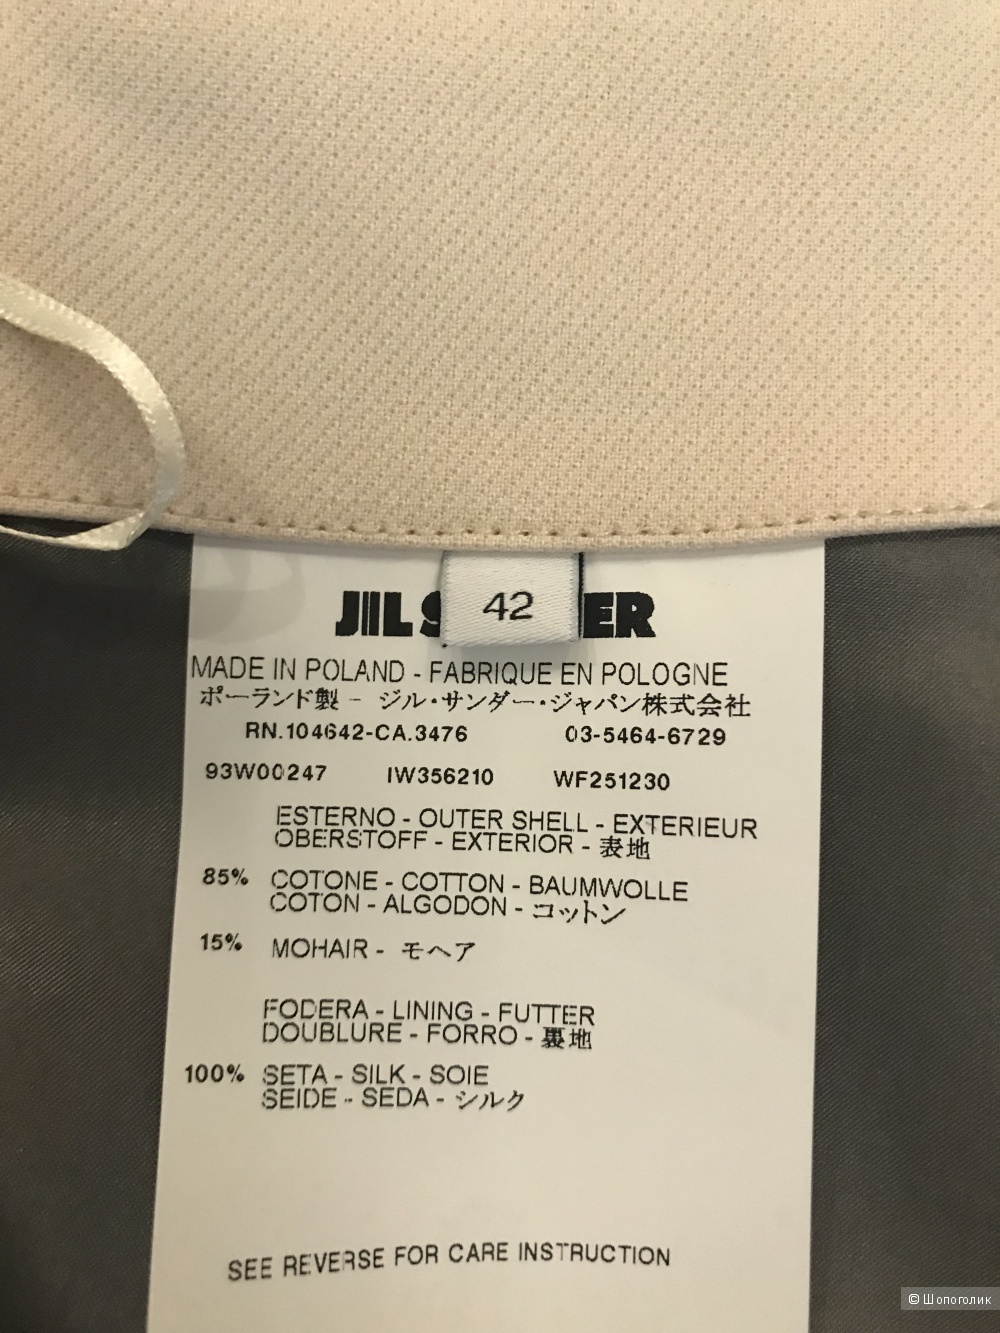 42
JIL ER
MADE IN POLAND - FABRIQUE EN POLOGNE
ポーランド製 - ジル・サンダー・ジャパン株式会社
RN.104642-CA.3476 03-5464-6729
93W00247 IW356210 WF251230
ESTERNO - OUTER SHELL - EXTERIEUR
OBERSTOFF - EXTERIOR - 表地
85% COTONE - COTTON - BAUMWOLLE
COTON - ALGODON - コットン
15% MOHAIR - モヘア
FODERA - LINING - FUTTER
DOUBLURE - FORRO - 裏地
100% SETA - SILK - SOIE
SEIDE - SEDA - シルク
SEE REVERSE FOR CARE INSTRUCTION
© Шопоголик